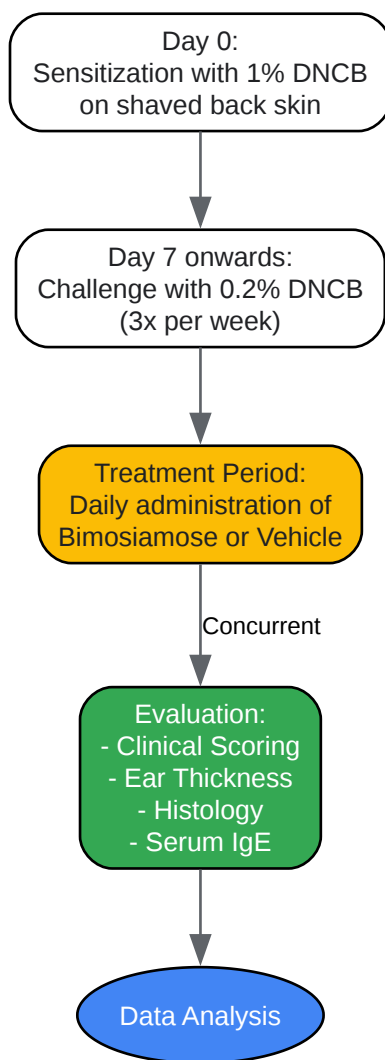 Day 0:
Sensitization with 1% DNCB
on shaved back skin
Day 7 onwards:
Challenge with 0.2% DNCB
(3x per week)
Treatment Period:
Daily administration of
Bimosiamose or Vehicle
Concurrent
Evaluation:
- Clinical Scoring
- Ear Thickness
- Histology
- Serum IgE
Data Analysis